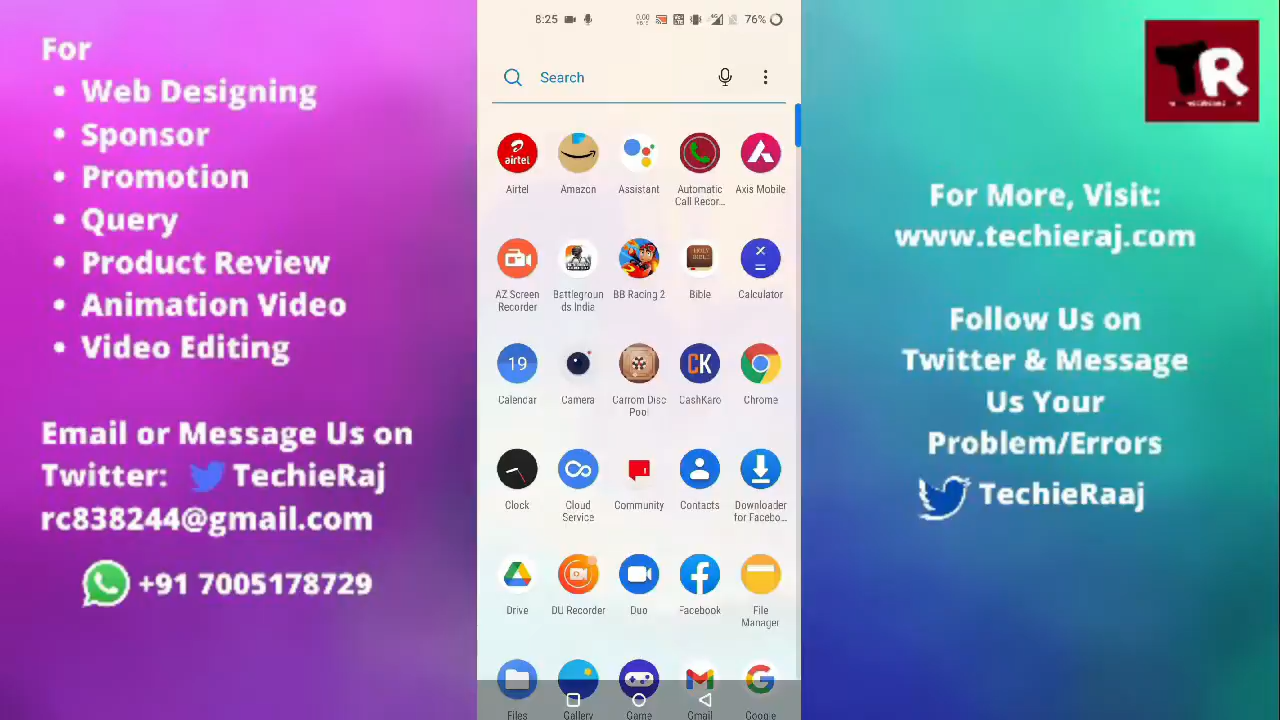 For
• Web Designing
• Sponsor
• Promotion
• Query
• Product Review
• Animation Video
• Video Editing
Email or Message Us on
Twitter: TechieRaj
rc838244@gmail.com
+91 7005178729
8:25
76%
Search
airtel
Airtel
Amazon
Assistant
Automatic
Call Recor...
Axis Mobile
AZ Screen
Recorder
Battlegroun
ds India
BB Racing 2
Bible
Calculator
19
Calendar
Camera
Carrom Disc
Pool
CK
CashKaro
Chrome
Clock
Cloud
Service
Community
Contacts
Downloader
for Facebo...
Drive
DU Recorder
Duo
Facebook
File
Manager
Files
Gallery
Game
Gmail
Google
TR
For More, Visit:
www.techieraj.com
Follow Us on
Twitter & Message
Us Your
Problem/Errors
TechieRaaj